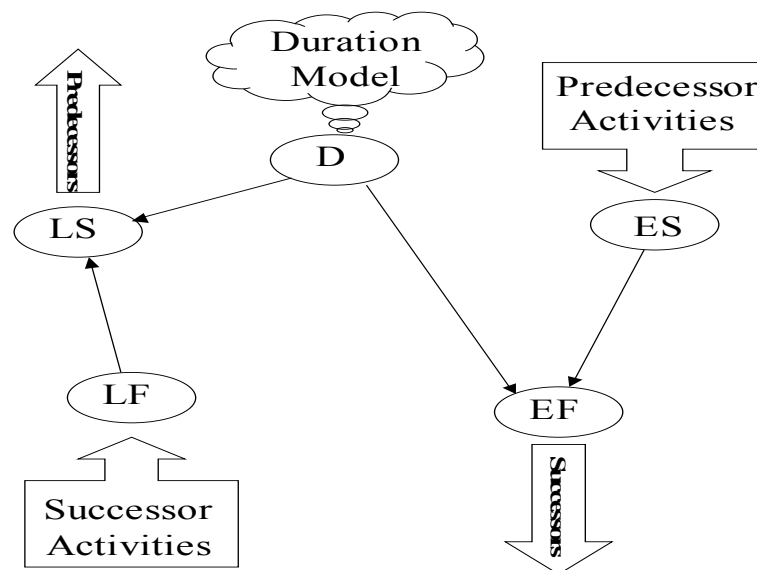 Duration
Model
Predecessors
Predecessor
Activities
D
LS
ES
LF
EF
Successor
Activities
Successors